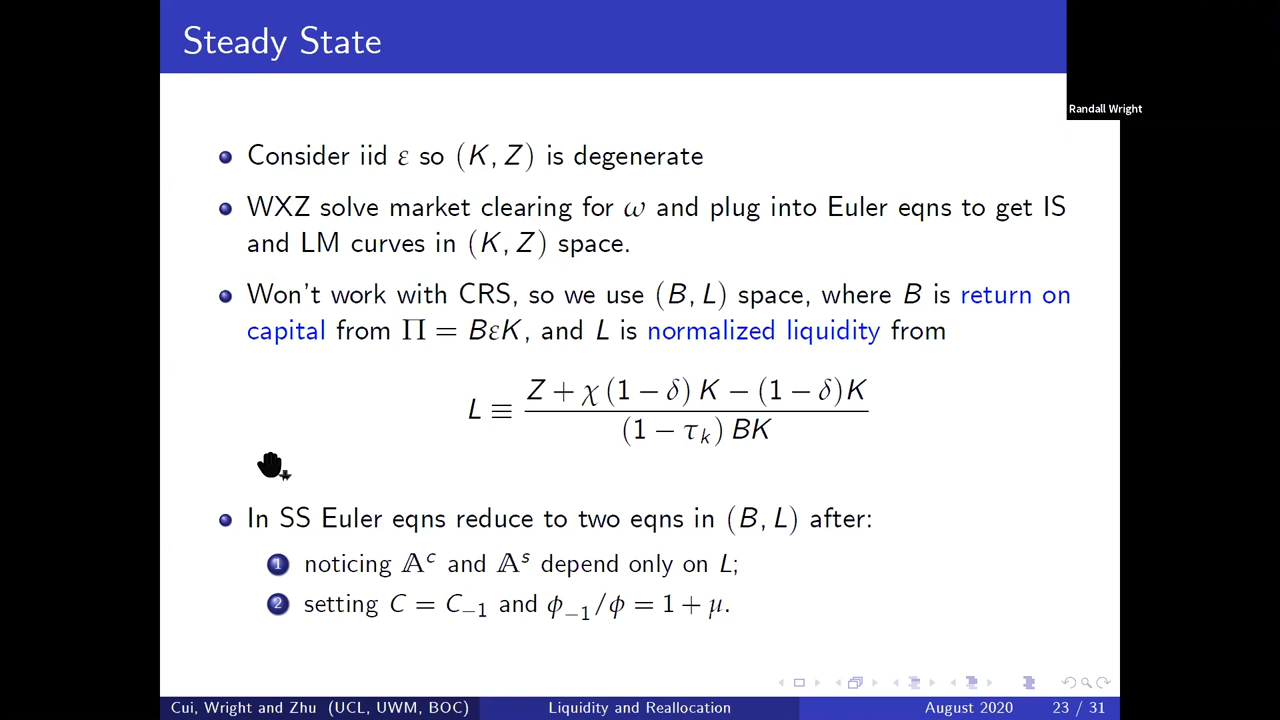 Steady State
Randall Wright
Consider iid ε so (K, Z) is degenerate
WXZ solve market clearing for ω and plug into Euler eqns to get IS
and LM curves in (K, Z) space.
Won't work with CRS, so we use (B, L) space, where B is return on
capital from Π = BεK, and L is normalized liquidity from
L ≡ \frac{Z + χ (1 − δ) K − (1 − δ)K}{(1 − τ_k) BK}
In SS Euler eqns reduce to two eqns in (B, L) after:
1 noticing 𝔸^c and 𝔸^s depend only on L;
2 setting C = C_{−1} and ϕ_{−1}/ϕ = 1 + μ.
Cui, Wright and Zhu (UCL, UWM, BOC) Liquidity and Reallocation August 2020 23 / 31